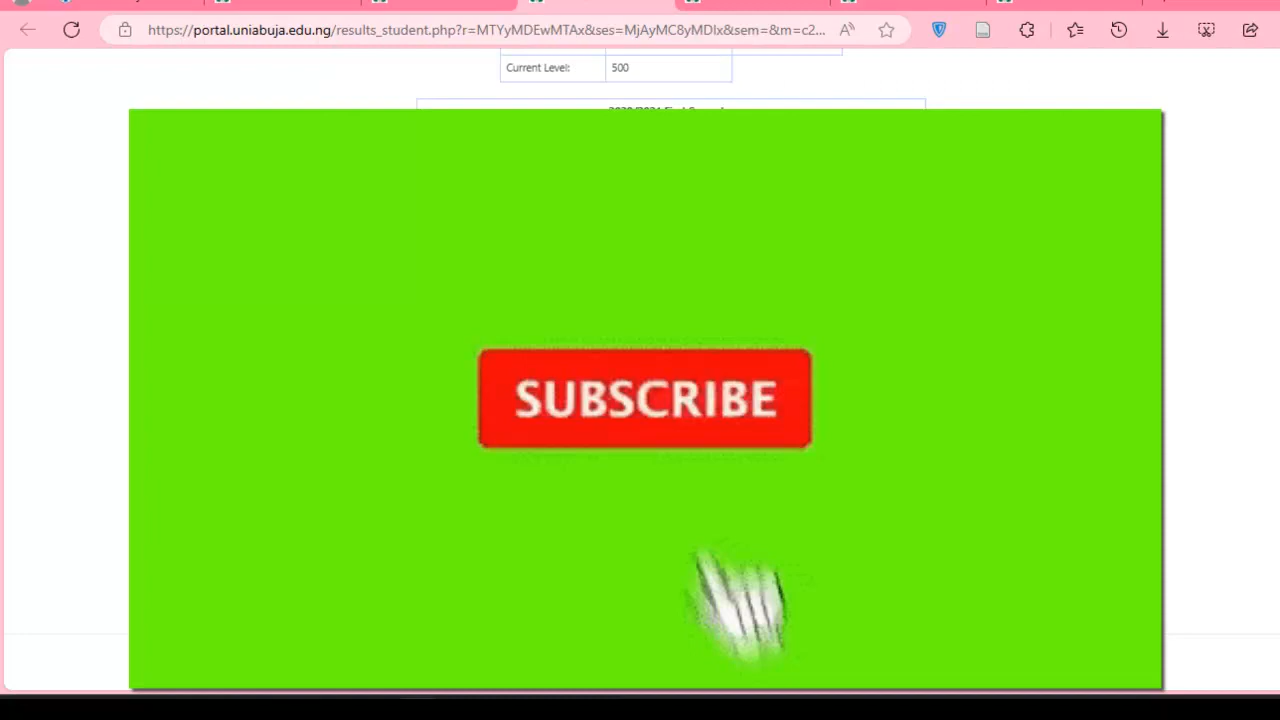 https://portal.uniabuja.edu.ng/results_student.php?r=MTYyMDEwMTAx&ses=MjAyMC8yMDIx&sem=&m=c2...
Current Level: 500
SUBSCRIBE